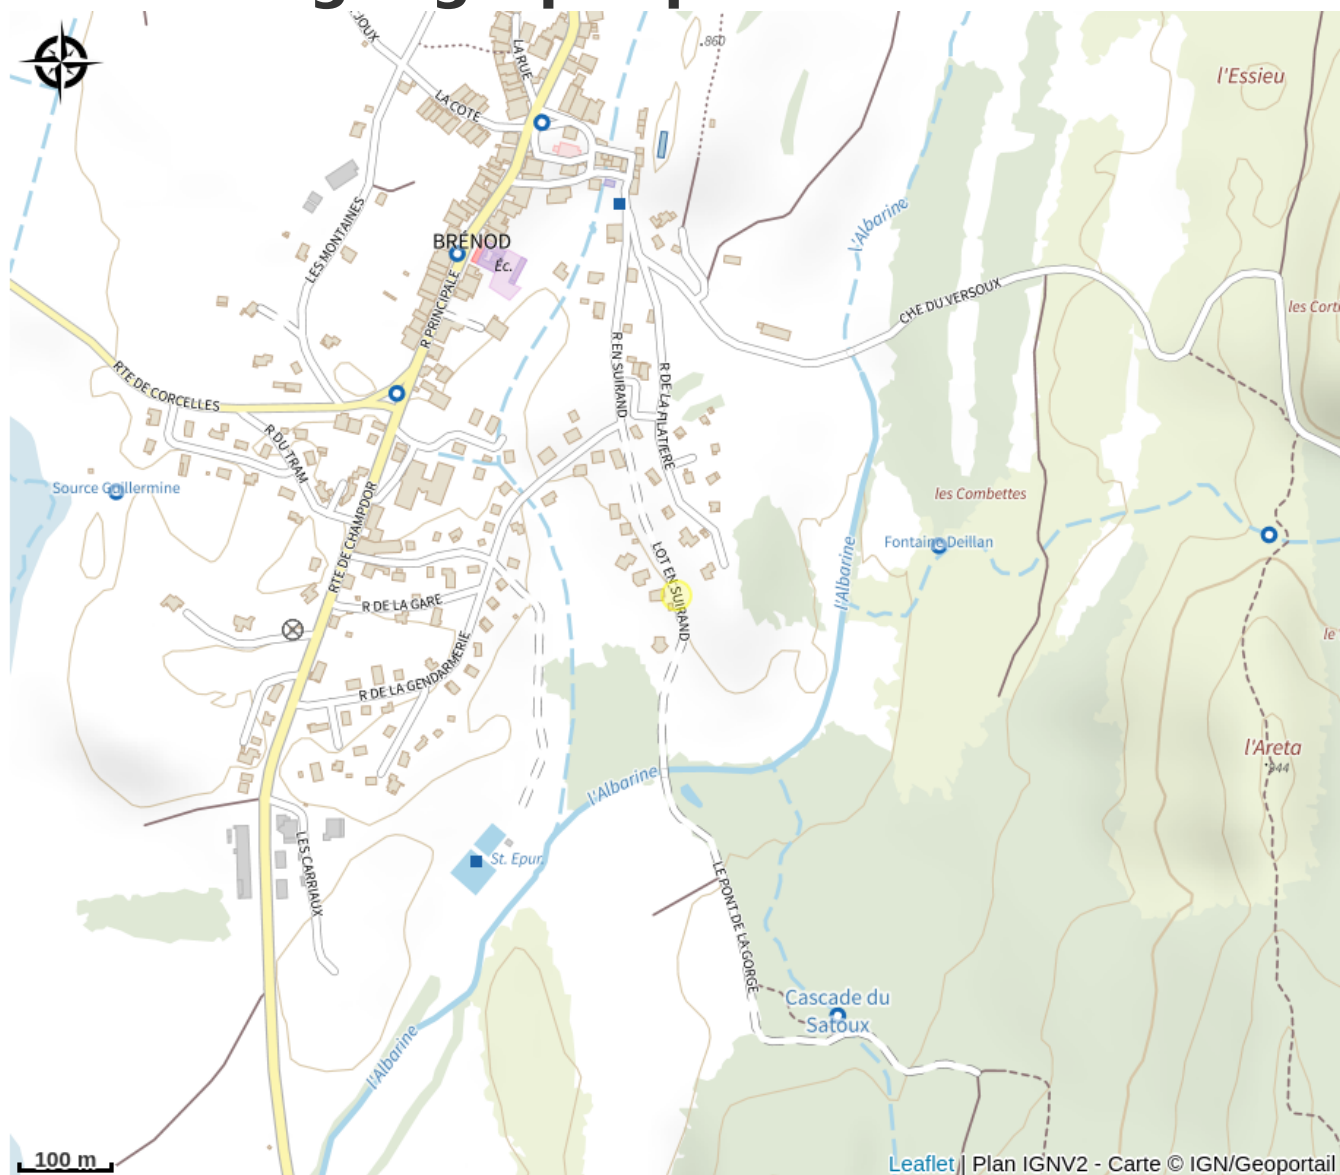 JOUX
LA RUE
.860
l'Essieu
LA COTE
LES MONTAINES
l'Albarine
BRÉNOD
Éc.
CHE DU VERSOUX
R PRINCIPALE
R EN SUIRAND
RTE DE CORCELLES
R DE LA FILATIERE
R DU TRAM
Source Guillermine
les Combettes
RTE DE CHAMPDOR
Fontaine Deillan
l'Albarine
LOT EN SUIRAND
R DE LA GARE
le
R DE LA GENDARMERIE
l'Areta
944
l'Albarine
LES CARRIAUX
St. Epur.
LE PONT DE LA GORGE
Cascade du
Satoux
l'Albarine
100 m
Leaflet | Plan IGNV2 - Carte © IGN/Geoportail